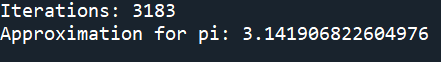 Iterations: 3183
Approximation for pi: 3.141906822604976